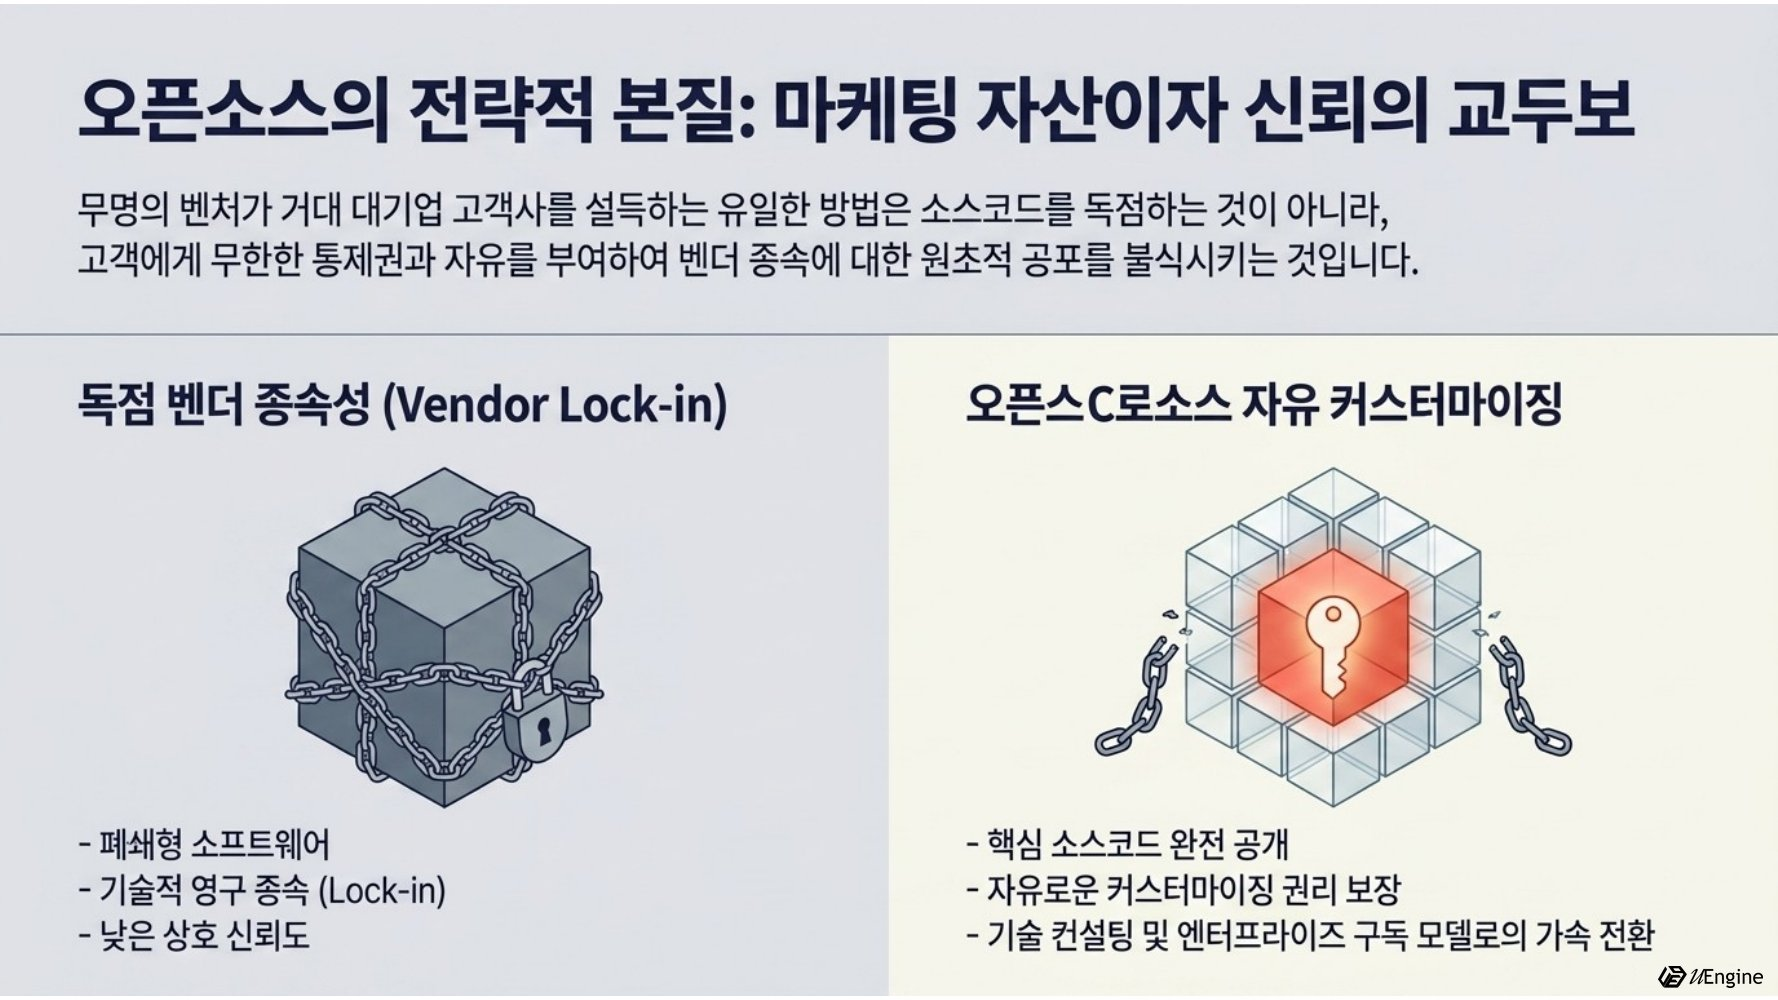 오픈소스의 전략적 본질: 마케팅 자산이자 신뢰의 교두보
무명의 벤처가 거대 대기업 고객사를 설득하는 유일한 방법은 소스코드를 독점하는 것이 아니라,
고객에게 무한한 통제권과 자유를 부여하여 벤더 종속에 대한 원초적 공포를 불식시키는 것입니다.
독점 벤더 종속성 (Vendor Lock-in)
- 폐쇄형 소프트웨어
- 기술적 영구 종속 (Lock-in)
- 낮은 상호 신뢰도
오픈스C로소스 자유 커스터마이징
- 핵심 소스코드 완전 공개
- 자유로운 커스터마이징 권리 보장
- 기술 컨설팅 및 엔터프라이즈 구독 모델로의 가속 전환
UEngine